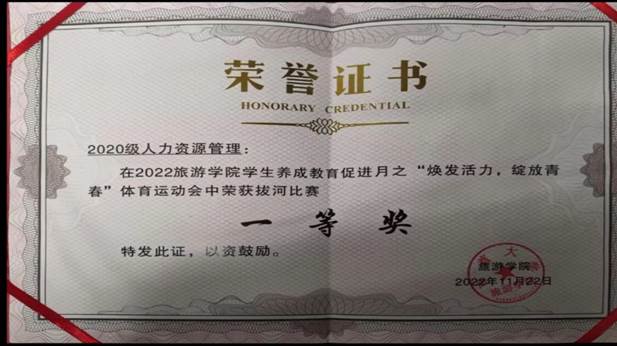 荣誉证书
HONORARY CREDENTIAL
2020级人力资源管理：
在2022旅游学院学生养成教育促进月之“焕发活力，绽放青
春”体育运动会中荣获拔河比赛
一等奖
特发此证，以资鼓励。
旅游学院
2022年11月22日